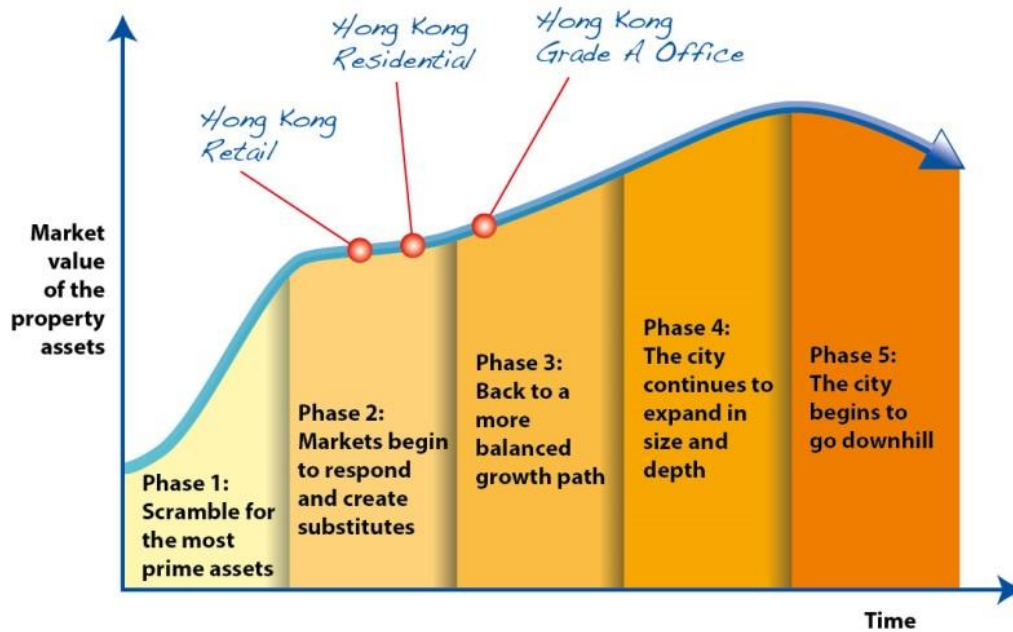 Hong Kong
Retail
Hong Kong
Residential
Hong Kong
Grade A Office
Market
value
of the
property
assets
Phase 1:
Scramble for
the most
prime assets
Phase 2:
Markets begin
to respond
and create
substitutes
Phase 3:
Back to a
more
balanced
growth path
Phase 4:
The city
continues to
expand in
size and
depth
Phase 5:
The city
begins to
go downhill
Time